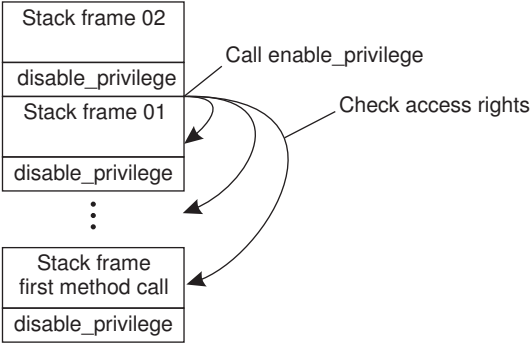 Stack frame 02
disable_privilege
Call enable_privilege
Stack frame 01
Check access rights
disable_privilege
Stack frame
first method call
disable_privilege